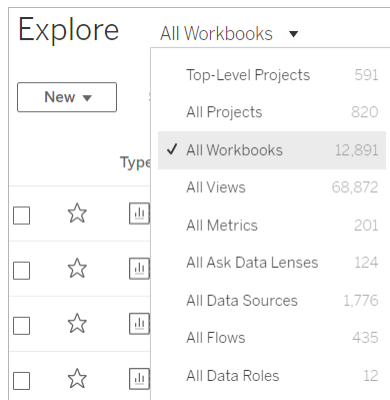 Explore All Workbooks
Top-Level Projects 591
New
All Projects 820
All Workbooks 12,891
Type
All Views 68,872
All Metrics 201
All Ask Data Lenses 124
All Data Sources 1,776
All Flows 435
All Data Roles 12